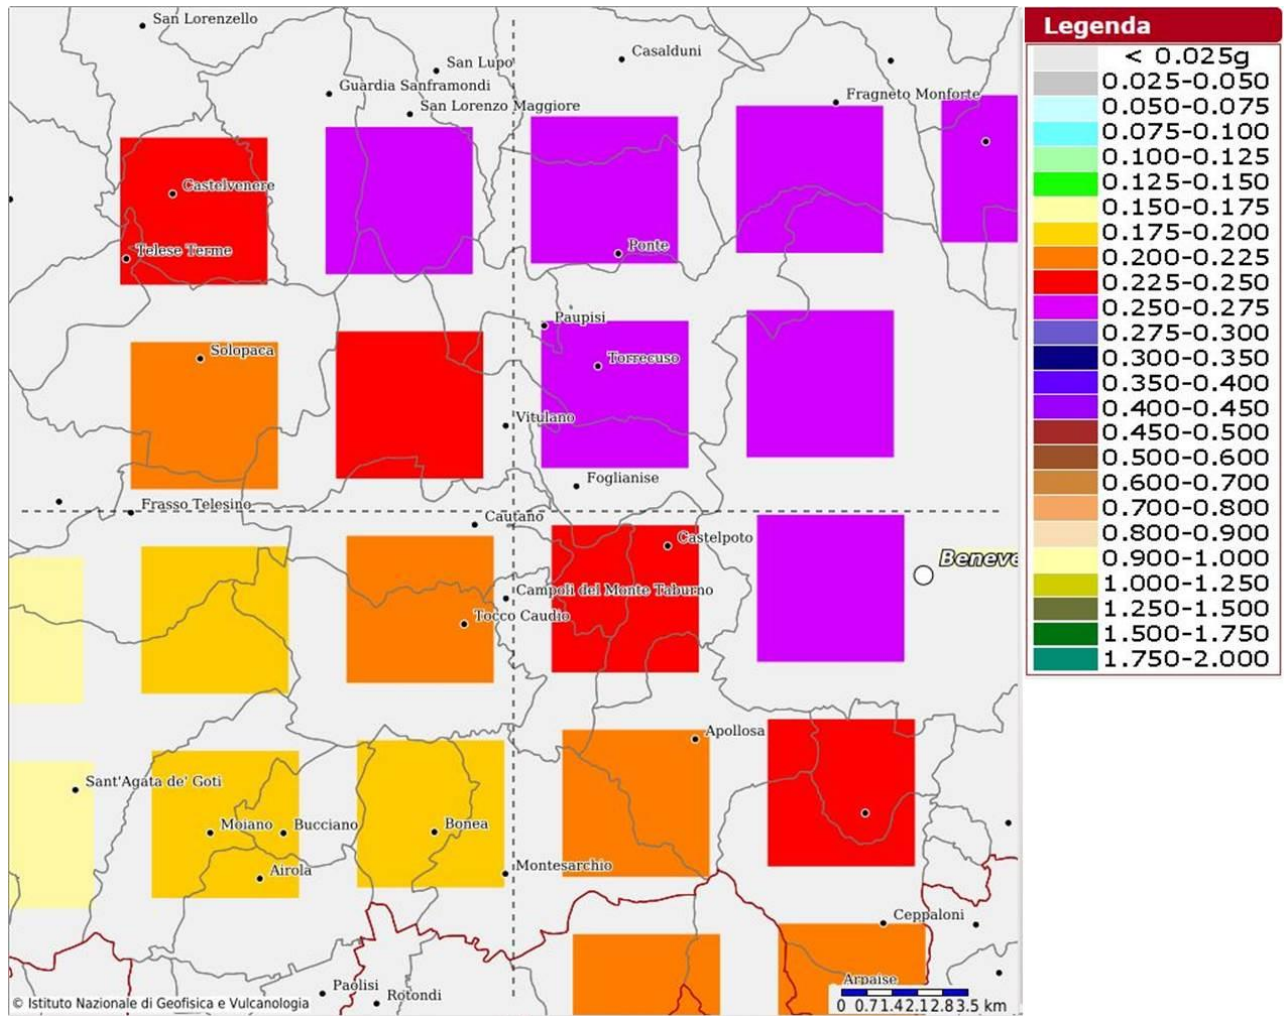 San Lorenzello
Casalduni
San Lupo
Guardia Sanframondi
Fragneto Monforte
San Lorenzo Maggiore
Castelvenere
Ponte
Telese Terme
Paupisi
Solopaca
Torrecuso
Vitulano
Foglianise
Frasso Telesino
Cautano
Castelpoto
Beneve
Campoli del Monte Taburno
Tocco Caudio
Apollosa
Sant'Agata de' Goti
Moiano
Bucciano
Bonea
Montesarchio
Airola
Ceppaloni
Arpaise
Paolisi
Rotondi
© Istituto Nazionale di Geofisica e Vulcanologia
0 0.71.42.12.83.5 km
Legenda
< 0.025g
0.025-0.050
0.050-0.075
0.075-0.100
0.100-0.125
0.125-0.150
0.150-0.175
0.175-0.200
0.200-0.225
0.225-0.250
0.250-0.275
0.275-0.300
0.300-0.350
0.350-0.400
0.400-0.450
0.450-0.500
0.500-0.600
0.600-0.700
0.700-0.800
0.800-0.900
0.900-1.000
1.000-1.250
1.250-1.500
1.500-1.750
1.750-2.000